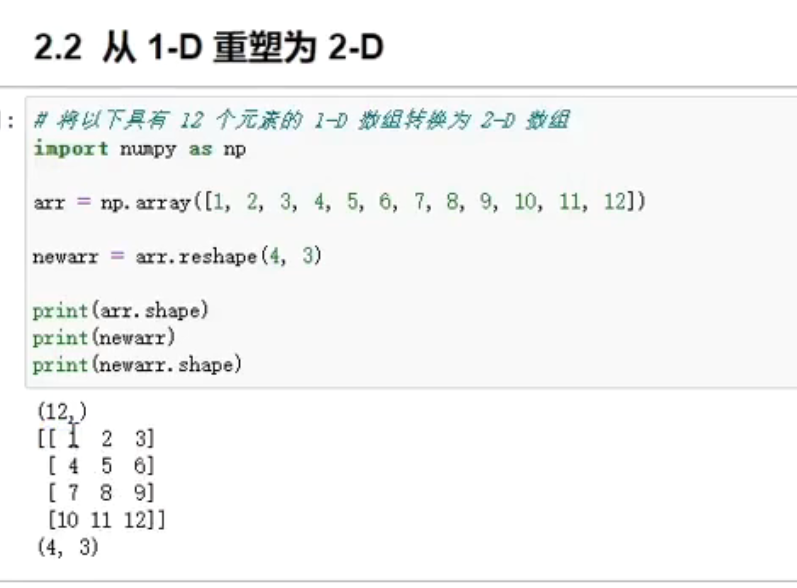 2.2 从 1-D 重塑为 2-D
]: # 将以下具有 12 个元素的 1-D 数组转换为 2-D 数组
import numpy as np
arr = np.array([1, 2, 3, 4, 5, 6, 7, 8, 9, 10, 11, 12])
newarr = arr.reshape(4, 3)
print(arr.shape)
print(newarr)
print(newarr.shape)
(12,)
[[ 1  2  3]
 [ 4  5  6]
 [ 7  8  9]
 [10 11 12]]
(4, 3)